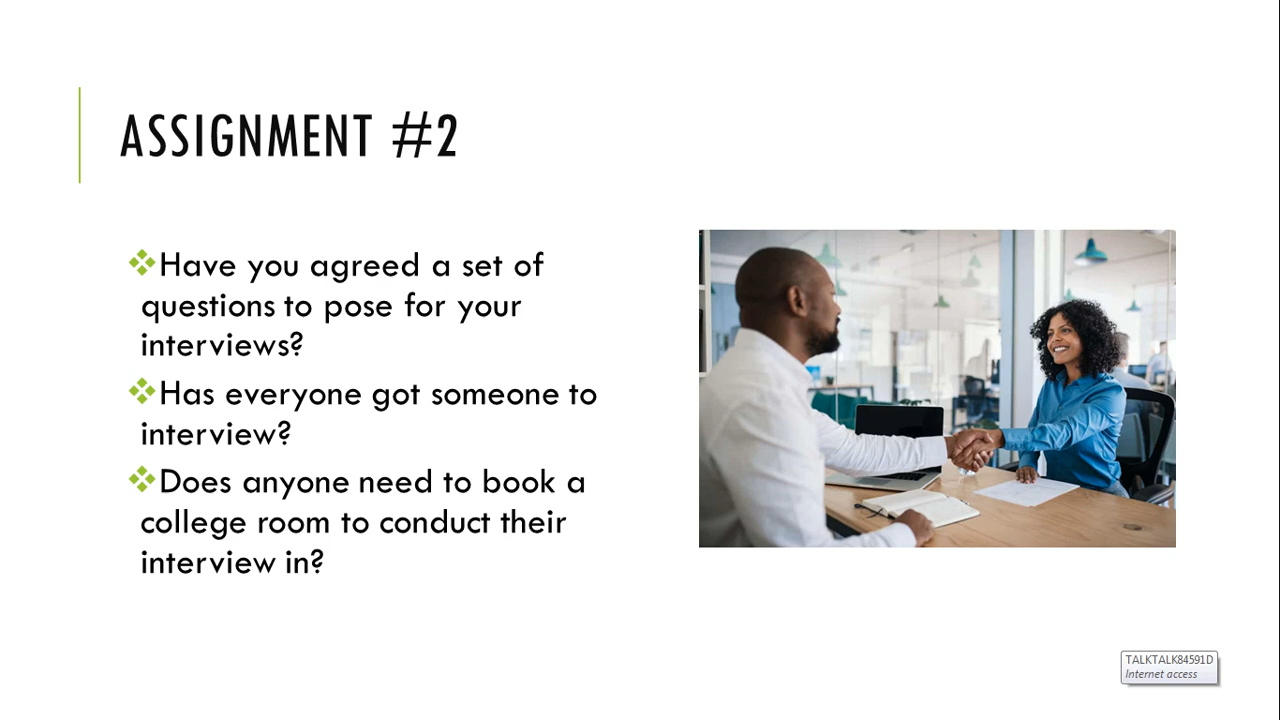 ASSIGNMENT #2
❖Have you agreed a set of
questions to pose for your
interviews?
❖Has everyone got someone to
interview?
❖Does anyone need to book a
college room to conduct their
interview in?
TALKTALK84591D
Internet access